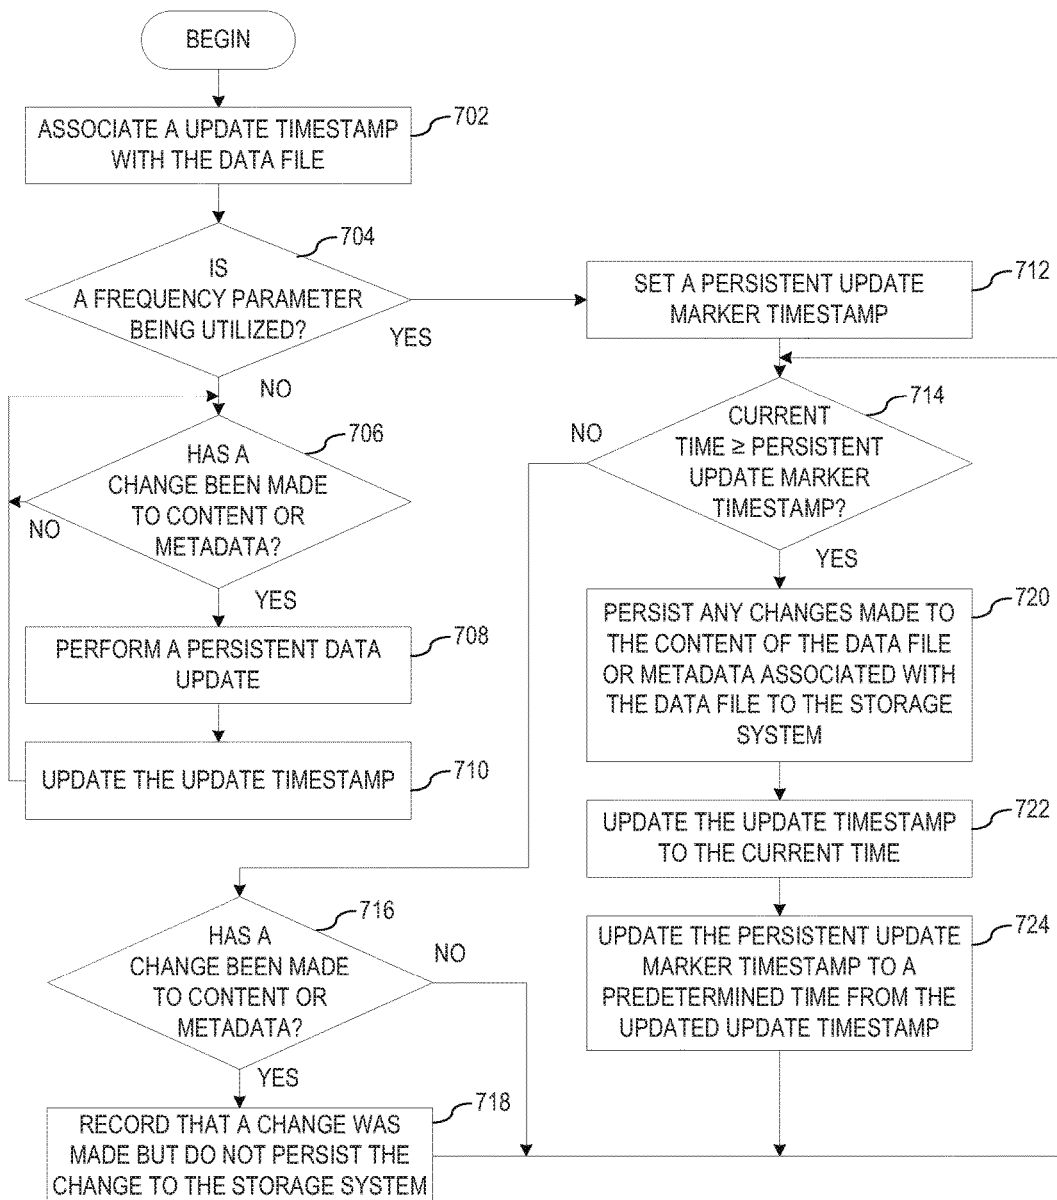 BEGIN
ASSOCIATE A UPDATE TIMESTAMP
WITH THE DATA FILE
702
704
IS
A FREQUENCY PARAMETER
BEING UTILIZED?
YES
NO
706
HAS A
CHANGE BEEN MADE
TO CONTENT OR
METADATA?
NO
YES
PERFORM A PERSISTENT DATA
UPDATE
708
UPDATE THE UPDATE TIMESTAMP
710
SET A PERSISTENT UPDATE
MARKER TIMESTAMP
712
714
CURRENT
TIME ≥ PERSISTENT
UPDATE MARKER
TIMESTAMP?
NO
YES
PERSIST ANY CHANGES MADE TO
THE CONTENT OF THE DATA FILE
OR METADATA ASSOCIATED WITH
THE DATA FILE TO THE STORAGE
SYSTEM
720
UPDATE THE UPDATE TIMESTAMP
TO THE CURRENT TIME
722
UPDATE THE PERSISTENT UPDATE
MARKER TIMESTAMP TO A
PREDETERMINED TIME FROM THE
UPDATED UPDATE TIMESTAMP
724
716
HAS A
CHANGE BEEN MADE
TO CONTENT OR
METADATA?
NO
YES
RECORD THAT A CHANGE WAS
MADE BUT DO NOT PERSIST THE
CHANGE TO THE STORAGE SYSTEM
718